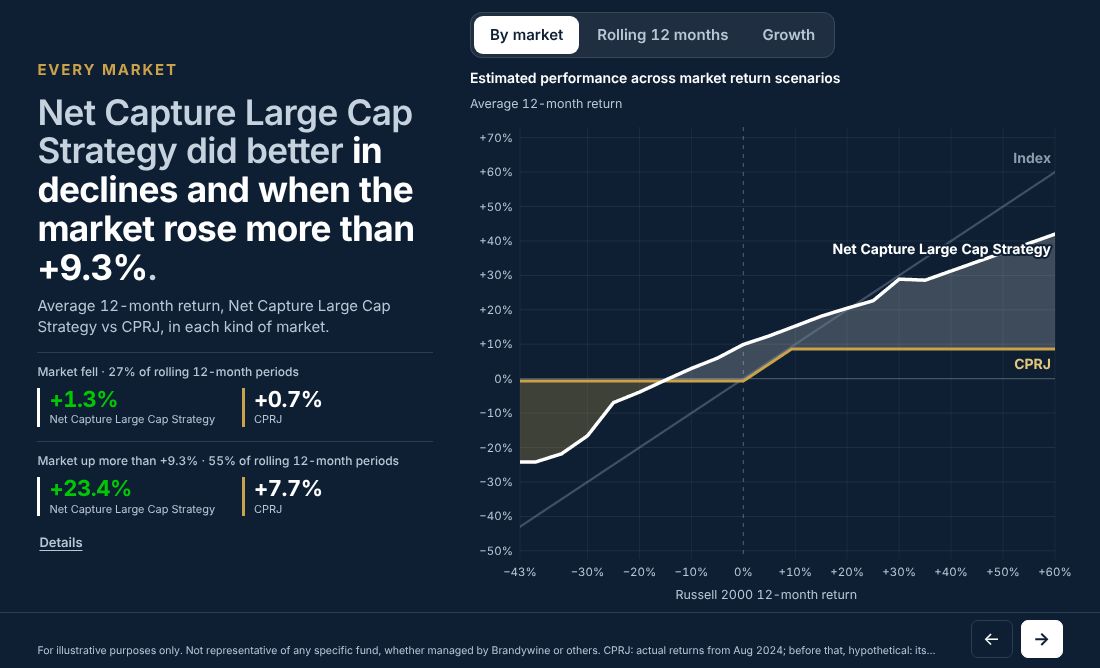 By market
Rolling 12 months
Growth
EVERY MARKET
Net Capture Large Cap
Strategy did better in
declines and when the
market rose more than
+9.3%.
Average 12-month return, Net Capture Large Cap
Strategy vs CPRJ, in each kind of market.
Market fell · 27% of rolling 12-month periods
+1.3%
Net Capture Large Cap Strategy
+0.7%
CPRJ
Market up more than +9.3% · 55% of rolling 12-month periods
+23.4%
Net Capture Large Cap Strategy
+7.7%
CPRJ
Details
Estimated performance across market return scenarios
Average 12-month return
+70%
+60%
+50%
+40%
+30%
+20%
+10%
0%
−10%
−20%
−30%
−40%
−50%
Index
Net Capture Large Cap Strategy
CPRJ
−43%
−30%
−20%
−10%
0%
+10%
+20%
+30%
+40%
+50%
+60%
Russell 2000 12-month return
For illustrative purposes only. Not representative of any specific fund, whether managed by Brandywine or others. CPRJ: actual returns from Aug 2024; before that, hypothetical: its…